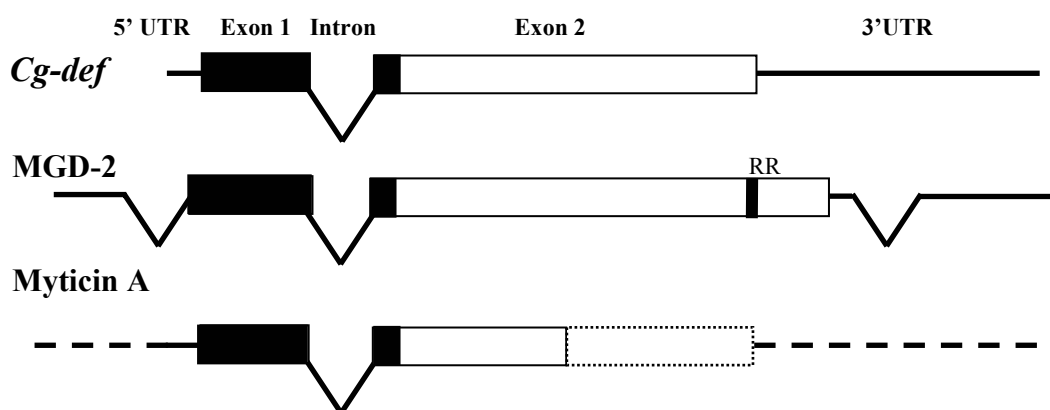 5’ UTR Exon 1 Intron Exon 2 3’UTR
Cg-def
MGD-2
RR
Myticin A